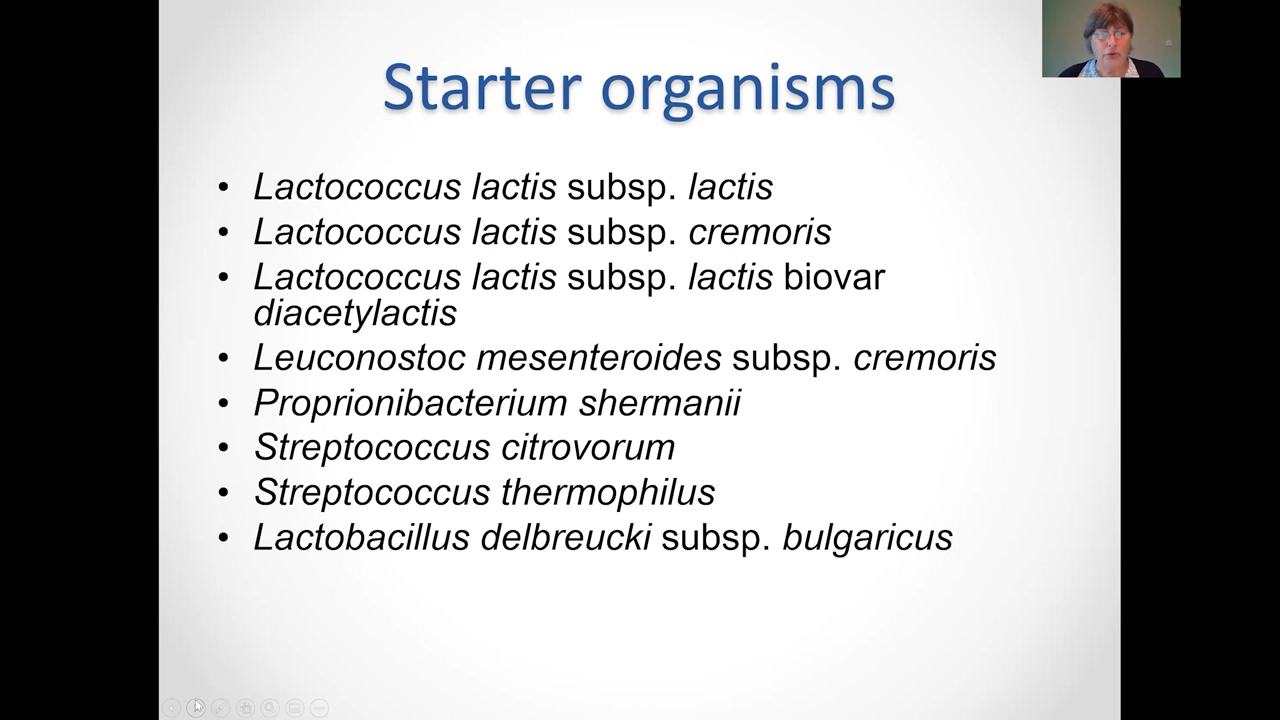 Starter organisms
• Lactococcus lactis subsp. lactis
• Lactococcus lactis subsp. cremoris
• Lactococcus lactis subsp. lactis biovar
diacetylactis
• Leuconostoc mesenteroides subsp. cremoris
• Proprionibacterium shermanii
• Streptococcus citrovorum
• Streptococcus thermophilus
• Lactobacillus delbreucki subsp. bulgaricus